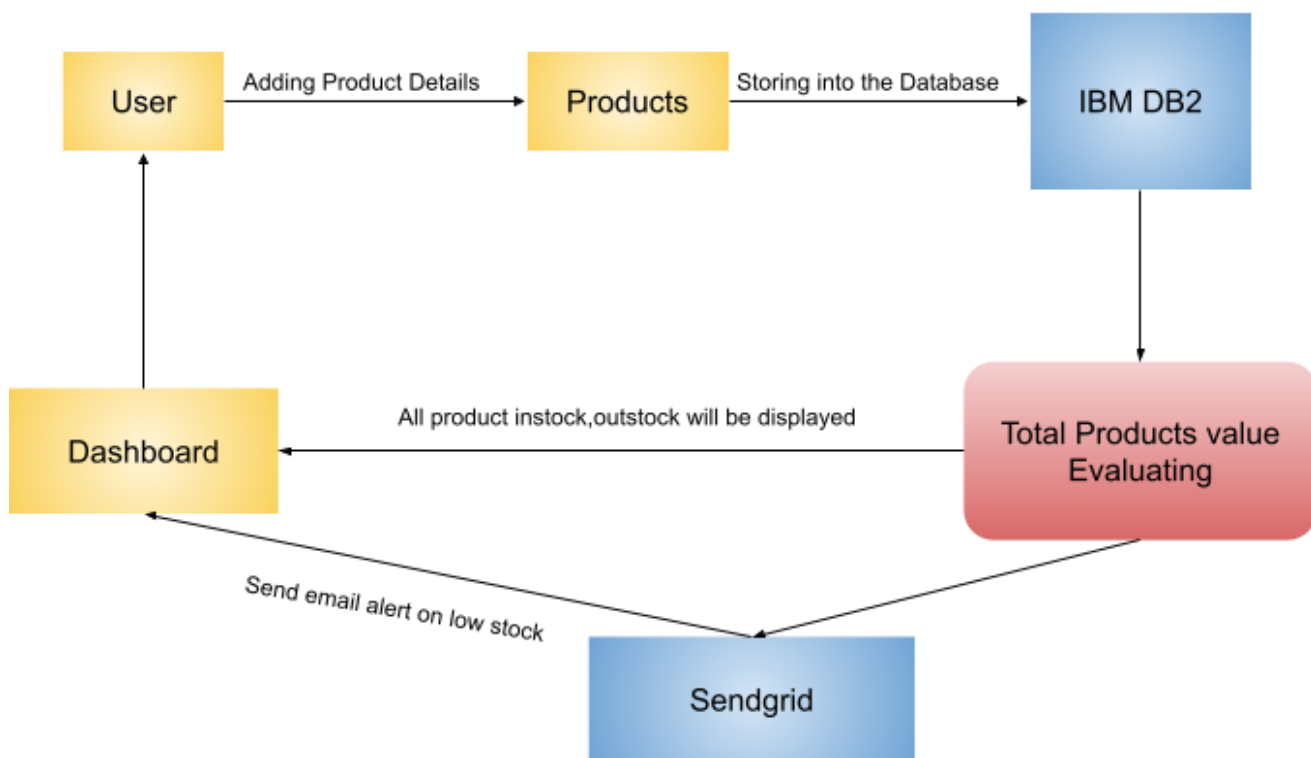 User
Adding Product Details
Products
Storing into the Database
IBM DB2
All product instock,outstock will be displayed
Dashboard
Total Products value
Evaluating
Send email alert on low stock
Sendgrid